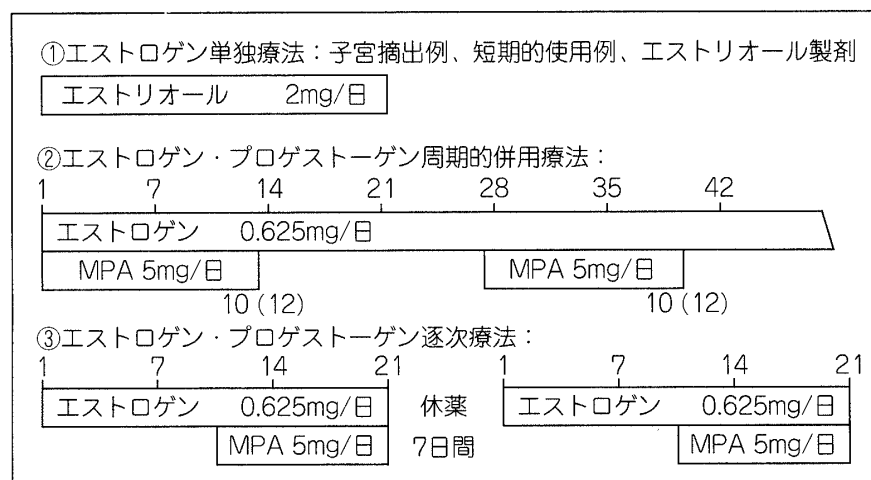 ①エストロゲン単独療法：子宮摘出例、短期的使用例、エストリオール製剤
エストリオール　2mg/日
②エストロゲン・プロゲストーゲン周期的併用療法：
1 7 14 21 28 35 42
エストロゲン　0.625mg/日
MPA 5mg/日 MPA 5mg/日
10（12） 10（12）
③エストロゲン・プロゲストーゲン逐次療法：
1 7 14 21 1 7 14 21
エストロゲン　0.625mg/日 休薬 エストロゲン　0.625mg/日
MPA 5mg/日 7日間 MPA 5mg/日